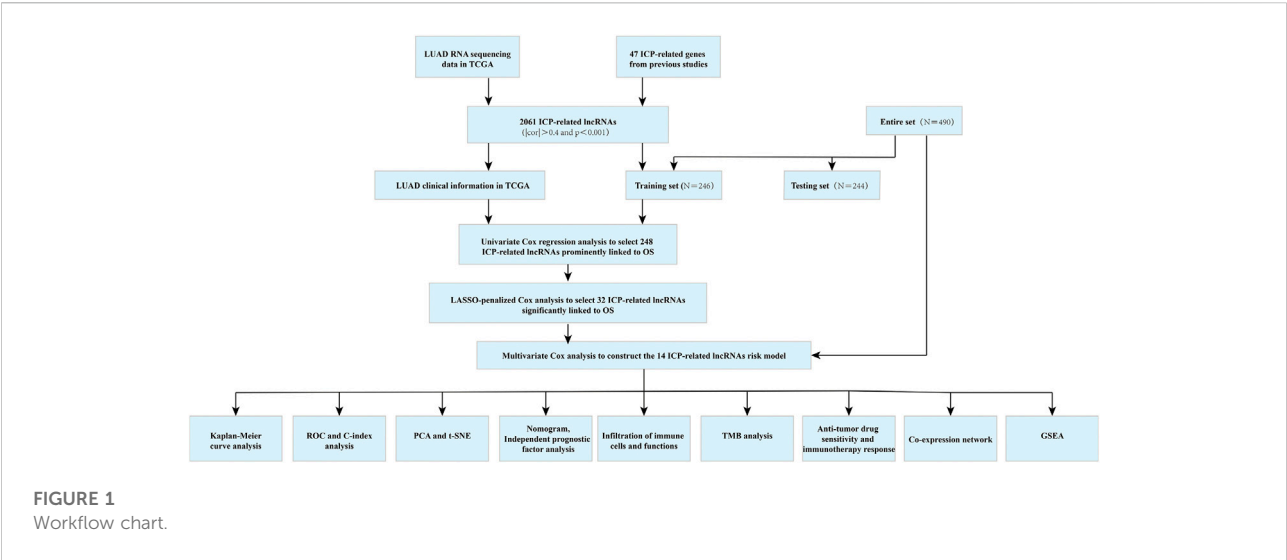 LUAD RNA sequencing
data in TCGA
47 ICP-related genes
from previous studies
2061 ICP-related lncRNAs
(|cor|>0.4 and p<0.001)
Entire set（N=490）
LUAD clinical information in TCGA
Training set (N=246)
Testing set（N=244）
Univariate Cox regression analysis to select 248
ICP-related lncRNAs prominently linked to OS
LASSO-penalized Cox analysis to select 32 ICP-related lncRNAs
significantly linked to OS
Multivariate Cox analysis to construct the 14 ICP-related lncRNAs risk model
Kaplan-Meier
curve analysis
ROC and C-index
analysis
PCA and t-SNE
Nomogram,
Independent prognostic
factor analysis
Infiltration of immune
cells and functions
TMB analysis
Anti-tumor drug
sensitivity and
immunotherapy response
Co-expression network
GSEA
FIGURE 1
Workflow chart.